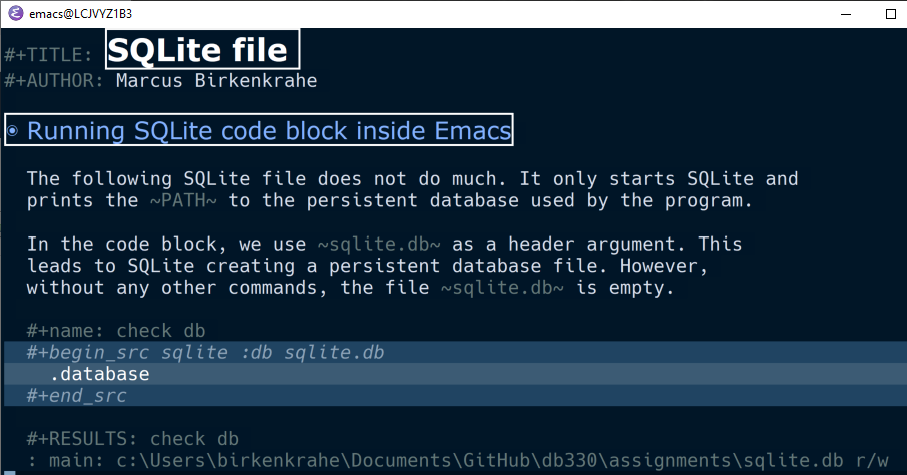 emacs@LCJVYZ1B3
#+TITLE: SQLite file
#+AUTHOR: Marcus Birkenkrahe
Running SQLite code block inside Emacs
The following SQLite file does not do much. It only starts SQLite and
prints the ~PATH~ to the persistent database used by the program.
In the code block, we use ~sqlite.db~ as a header argument. This
leads to SQLite creating a persistent database file. However,
without any other commands, the file ~sqlite.db~ is empty.
#+name: check db
#+begin_src sqlite :db sqlite.db
.database
#+end_src
#+RESULTS: check db
: main: c:\Users\birkenkrahe\Documents\GitHub\db330\assignments\sqlite.db r/w